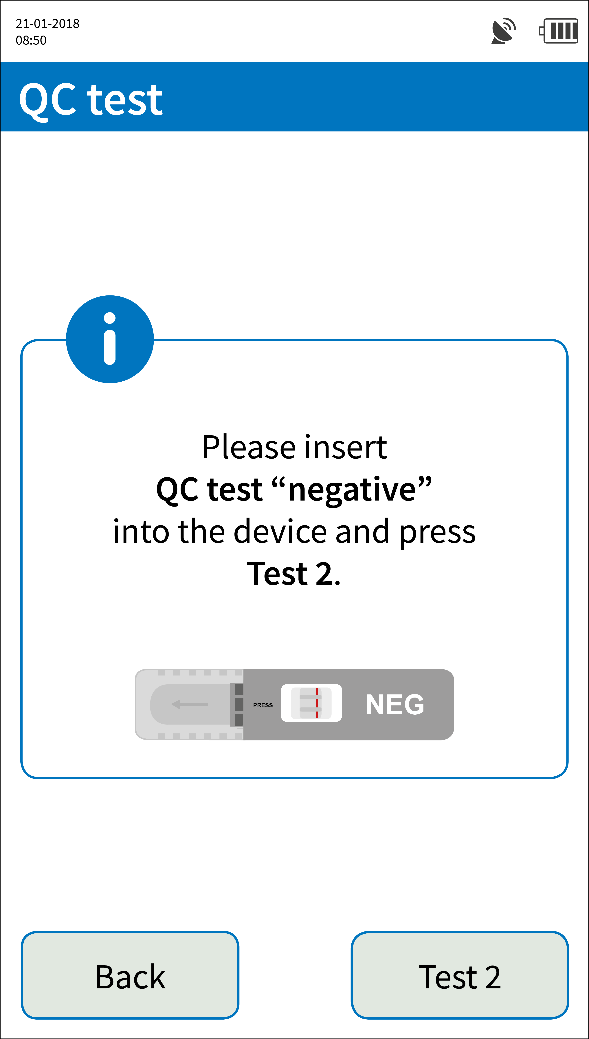 21-01-2018
08:50
QC test
Please insert
QC test “negative”
into the device and press
Test 2.
PRESS
NEG
Back
Test 2